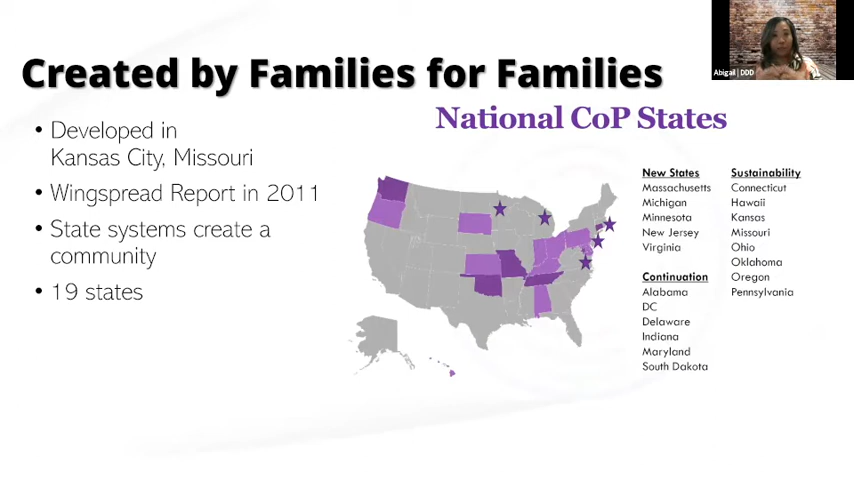 Abigail | DDD
Created by Families for Families
National CoP States
• Developed in
Kansas City, Missouri
• Wingspread Report in 2011
• State systems create a
community
• 19 states
New States
Massachusetts
Michigan
Minnesota
New Jersey
Virginia
Continuation
Alabama
DC
Delaware
Indiana
Maryland
South Dakota
Sustainability
Connecticut
Hawaii
Kansas
Missouri
Ohio
Oklahoma
Oregon
Pennsylvania